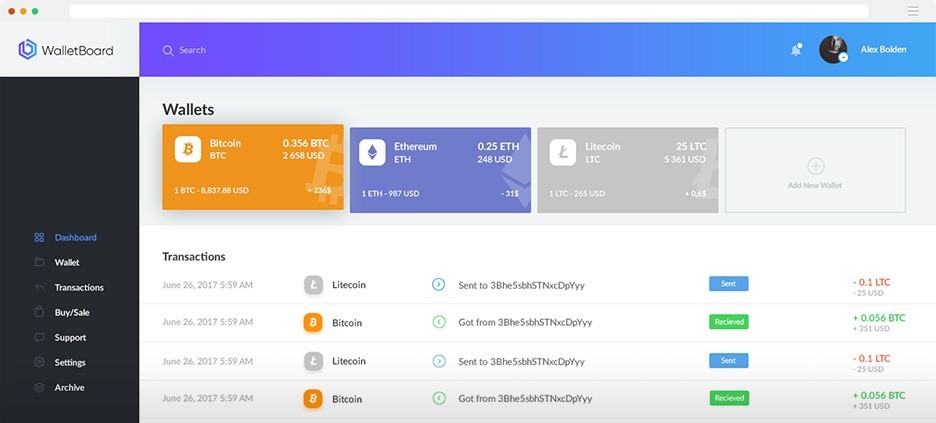 WalletBoard
Search
Alex Bolden
Wallets
Bitcoin 0.356 BTC
BTC 2 658 USD
1 BTC - 8,837.88 USD + 236$
Ethereum 0.25 ETH
ETH 248 USD
1 ETH - 987 USD - 31$
Litecoin 25 LTC
LTC 5 361 USD
1 LTC - 265 USD + 0,6$
Add New Wallet
Dashboard
Wallet
Transactions
Buy/Sale
Support
Settings
Archive
Transactions
June 26, 2017 5:59 AM Litecoin Sent to 3Bhe5sbhSTNxcDpYyy Sent - 0.1 LTC
- 25 USD
June 26, 2017 5:59 AM Bitcoin Got from 3Bhe5sbhSTNxcDpYyy Recieved + 0.056 BTC
+ 351 USD
June 26, 2017 5:59 AM Litecoin Sent to 3Bhe5sbhSTNxcDpYyy Sent - 0.1 LTC
- 25 USD
June 26, 2017 5:59 AM Bitcoin Got from 3Bhe5sbhSTNxcDpYyy Recieved + 0.056 BTC
+ 351 USD